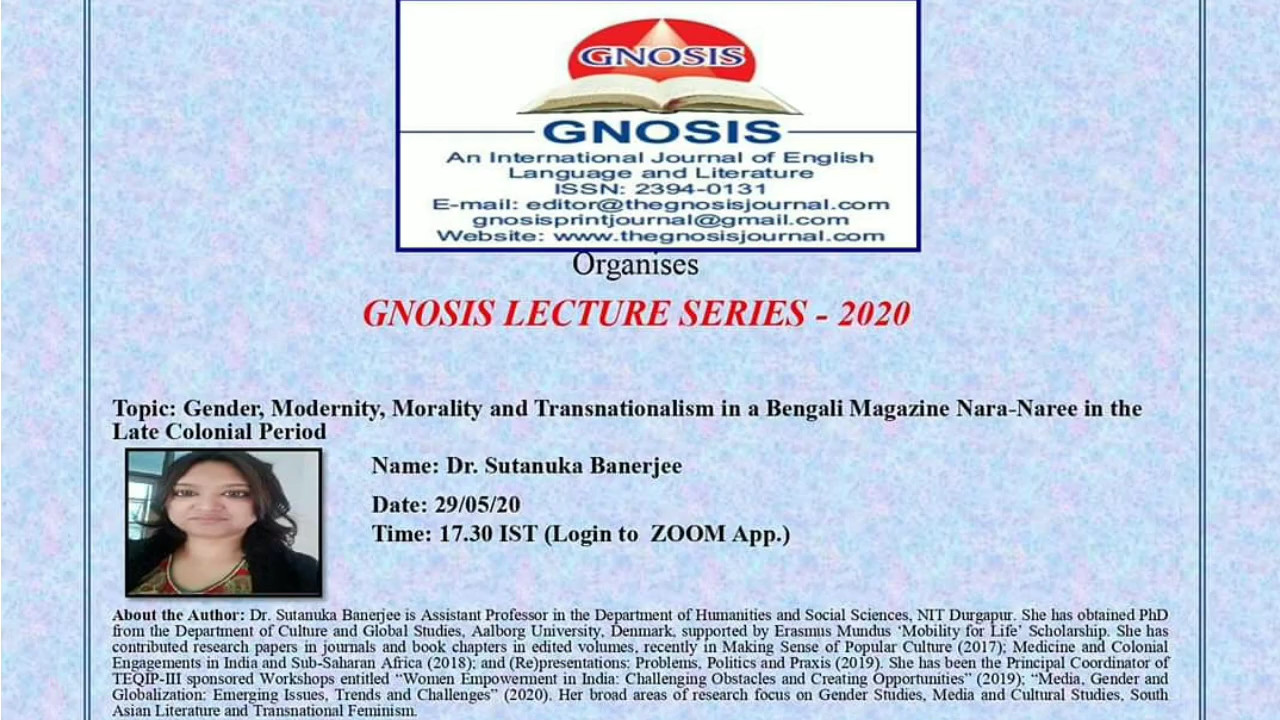 GNOSIS
GNOSIS
An International Journal of English
Language and Literature
ISSN: 2394-0131
E-mail: editor@thegnosisjournal.com
gnosisprintjournal@gmail.com
Website: www.thegnosisjournal.com
Organises
GNOSIS LECTURE SERIES - 2020
Topic: Gender, Modernity, Morality and Transnationalism in a Bengali Magazine Nara-Naree in the
Late Colonial Period
Name: Dr. Sutanuka Banerjee
Date: 29/05/20
Time: 17.30 IST (Login to ZOOM App.)
About the Author: Dr. Sutanuka Banerjee is Assistant Professor in the Department of Humanities and Social Sciences, NIT Durgapur. She has obtained PhD
from the Department of Culture and Global Studies, Aalborg University, Denmark, supported by Erasmus Mundus ‘Mobility for Life’ Scholarship. She has
contributed research papers in journals and book chapters in edited volumes, recently in Making Sense of Popular Culture (2017); Medicine and Colonial
Engagements in India and Sub-Saharan Africa (2018); and (Re)presentations: Problems, Politics and Praxis (2019). She has been the Principal Coordinator of
TEQIP-III sponsored Workshops entitled “Women Empowerment in India: Challenging Obstacles and Creating Opportunities” (2019); “Media, Gender and
Globalization: Emerging Issues, Trends and Challenges” (2020). Her broad areas of research focus on Gender Studies, Media and Cultural Studies, South
Asian Literature and Transnational Feminism.